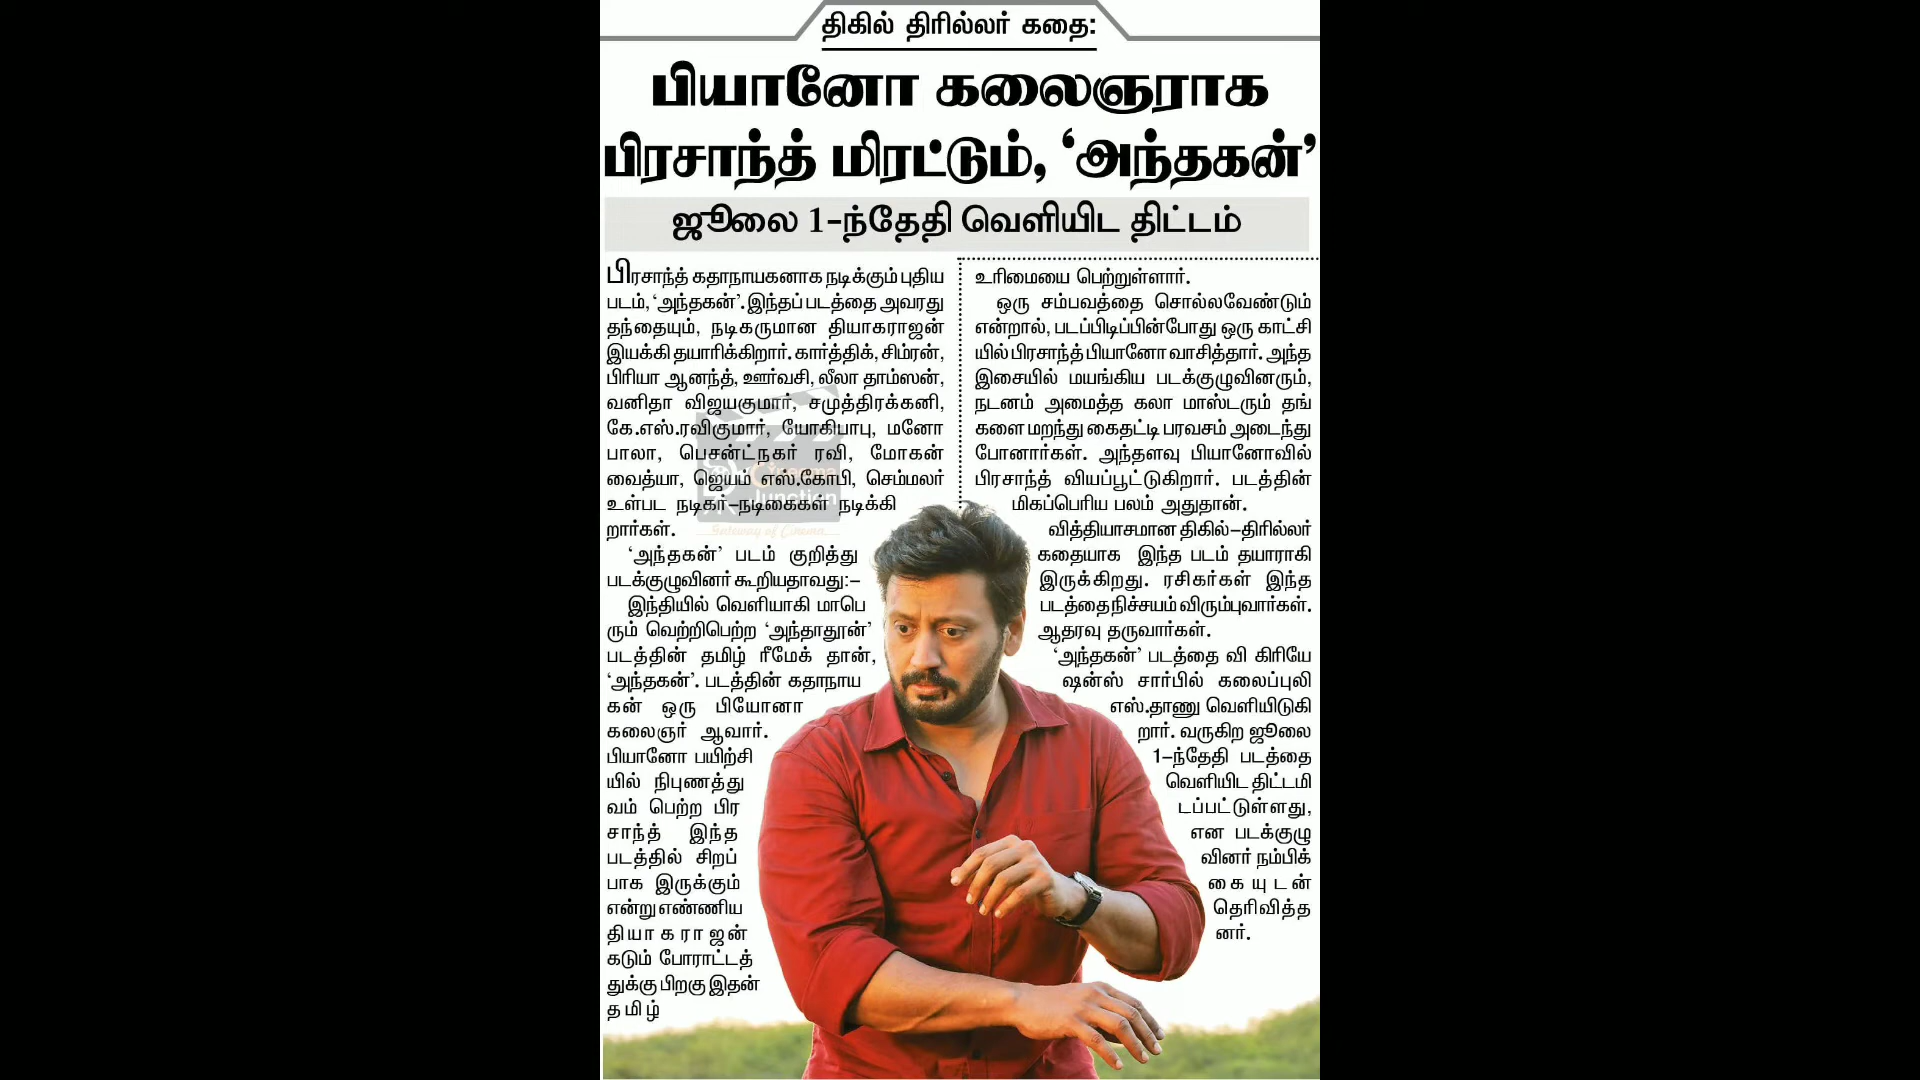 திகில் திரில்லர் கதை:
பியானோ கலைஞராக
பிரசாந்த் மிரட்டும், ‘அந்தகன்’
ஜூலை 1-ந்தேதி வெளியிட திட்டம்
பிரசாந்த் கதாநாயகனாக நடிக்கும் புதிய
படம், ‘அந்தகன்’. இந்தப் படத்தை அவரது
தந்தையும், நடிகருமான தியாகராஜன்
இயக்கி தயாரிக்கிறார். கார்த்திக், சிம்ரன்,
பிரியா ஆனந்த், ஊர்வசி, லீலா தாம்ஸன்,
வனிதா விஜயகுமார், சமுத்திரக்கனி,
கே.எஸ்.ரவிகுமார், யோகிபாபு, மனோ
பாலா, பெசன்ட்நகர் ரவி, மோகன்
வைத்யா, ஜெயம் எஸ்.கோபி, செம்மலர்
உள்பட நடிகர்–நடிகைகள் நடிக்கி
றார்கள்.
‘அந்தகன்’ படம் குறித்து
படக்குழுவினர் கூறியதாவது:–
இந்தியில் வெளியாகி மாபெ
ரும் வெற்றிபெற்ற ‘அந்தாதூன்’
படத்தின் தமிழ் ரீமேக் தான்,
‘அந்தகன்’. படத்தின் கதாநாய
கன் ஒரு பியோனா
கலைஞர் ஆவார்.
பியானோ பயிற்சி
யில் நிபுணத்து
வம் பெற்ற பிர
சாந்த் இந்த
படத்தில் சிறப்
பாக இருக்கும்
என்று எண்ணிய
தியாகராஜன்
கடும் போராட்டத்
துக்கு பிறகு இதன்
தமிழ்
உரிமையை பெற்றுள்ளார்.
ஒரு சம்பவத்தை சொல்லவேண்டும்
என்றால், படப்பிடிப்பின்போது ஒரு காட்சி
யில் பிரசாந்த் பியானோ வாசித்தார். அந்த
இசையில் மயங்கிய படக்குழுவினரும்,
நடனம் அமைத்த கலா மாஸ்டரும் தங்
களை மறந்து கைதட்டி பரவசம் அடைந்து
போனார்கள். அந்தளவு பியானோவில்
பிரசாந்த் வியப்பூட்டுகிறார். படத்தின்
மிகப்பெரிய பலம் அதுதான்.
வித்தியாசமான திகில்–திரில்லர்
கதையாக இந்த படம் தயாராகி
இருக்கிறது. ரசிகர்கள் இந்த
படத்தை நிச்சயம் விரும்புவார்கள்.
ஆதரவு தருவார்கள்.
‘அந்தகன்’ படத்தை வி கிரியே
ஷன்ஸ் சார்பில் கலைப்புலி
எஸ்.தாணு வெளியிடுகி
றார். வருகிற ஜூலை
1–ந்தேதி படத்தை
வெளியிட திட்டமி
டப்பட்டுள்ளது,
என படக்குழு
வினர் நம்பிக்
கையுடன்
தெரிவித்த
னர்.
Cinema
Junction
Gateway of Cinema